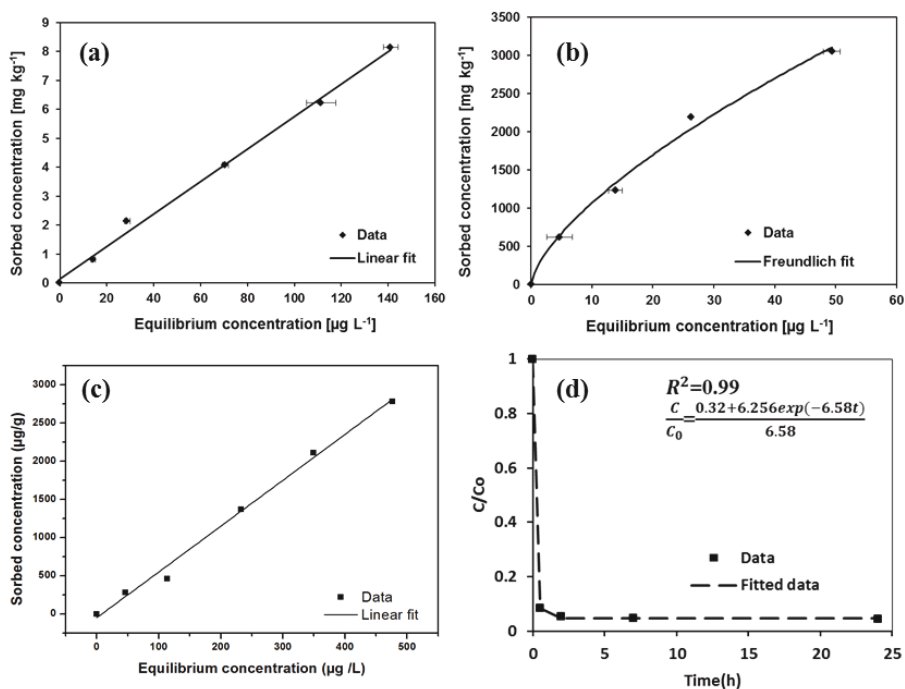 (a)
9
8
7
6
5
4
3
2
1
0
Sorbed concentration [mg kg⁻¹]
Data
Linear fit
0 20 40 60 80 100 120 140 160
Equilibrium concentration [µg L⁻¹]
(b)
3500
3000
2500
2000
1500
1000
500
0
Sorbed concentration [mg kg⁻¹]
Data
Freundlich fit
0 10 20 30 40 50 60
Equilibrium concentration [µg L⁻¹]
(c)
3000
2500
2000
1500
1000
500
0
Sorbed concentration (µg/g)
Data
Linear fit
0 100 200 300 400 500
Equilibrium concentration (µg /L)
(d)
1
0.8
0.6
0.4
0.2
0
C/Co
R²=0.99
C/C₀=0.32+6.256exp(−6.58t)/6.58
Data
Fitted data
0 5 10 15 20 25
Time(h)